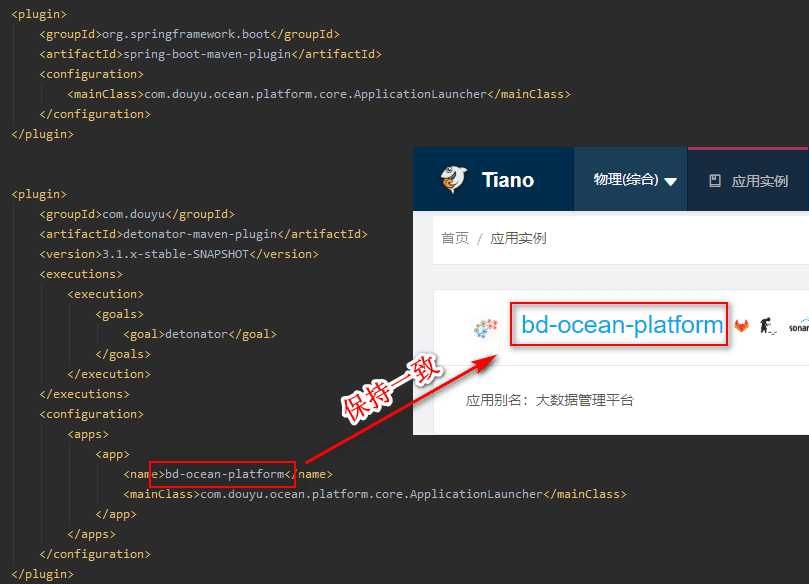 <plugin>
<groupId>org.springframework.boot</groupId>
<artifactId>spring-boot-maven-plugin</artifactId>
<configuration>
<mainClass>com.douyu.ocean.platform.core.ApplicationLauncher</mainClass>
</configuration>
</plugin>
<plugin>
<groupId>com.douyu</groupId>
<artifactId>detonator-maven-plugin</artifactId>
<version>3.1.x-stable-SNAPSHOT</version>
<executions>
<execution>
<goals>
<goal>detonator</goal>
</goals>
</execution>
</executions>
<configuration>
<apps>
<app>
<name>bd-ocean-platform</name>
<mainClass>com.douyu.ocean.platform.core.ApplicationLauncher</mainClass>
</app>
</apps>
</configuration>
</plugin>
Tiano 物理(综合) 应用实例
首页 / 应用实例
bd-ocean-platform
应用别名：大数据管理平台
保持一致